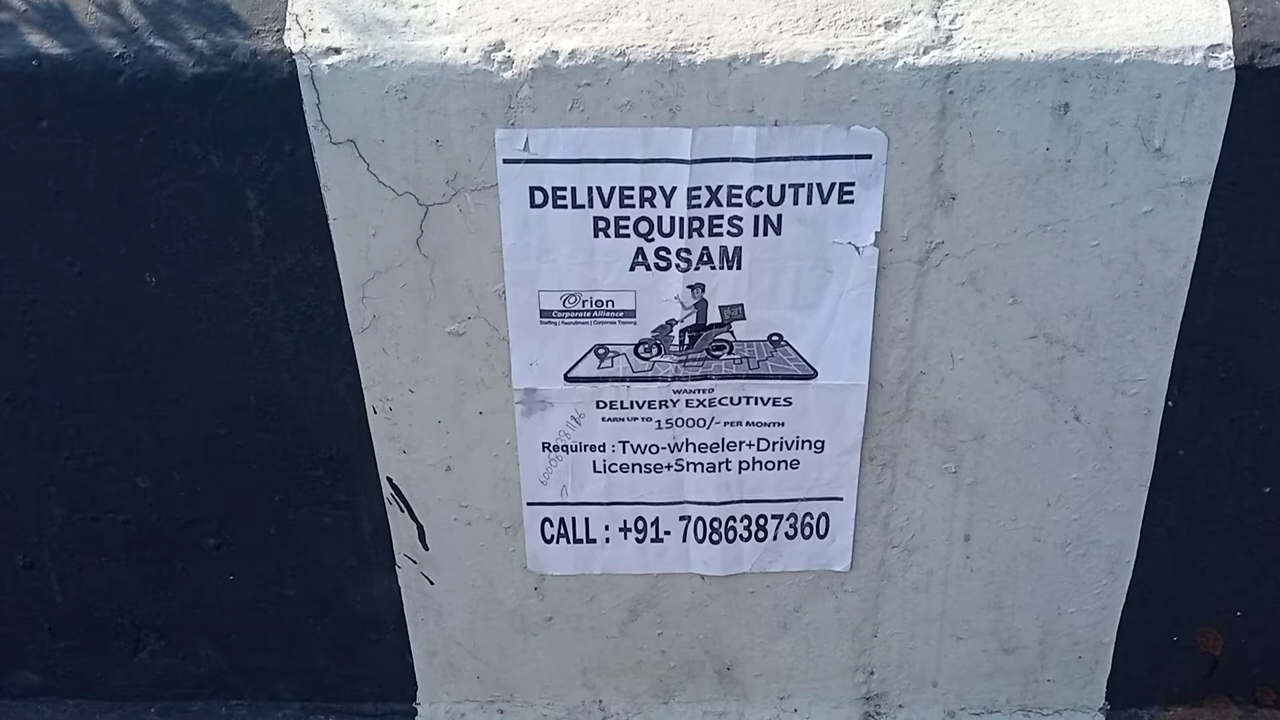 DELIVERY EXECUTIVE
REQUIRES IN
ASSAM
Orion
Corporate Alliance
Staffing | Recruitment | Corporate Training
WANTED
DELIVERY EXECUTIVES
EARN UP TO 15000/- PER MONTH
Required : Two-wheeler+Driving
License+Smart phone
CALL : +91- 7086387360